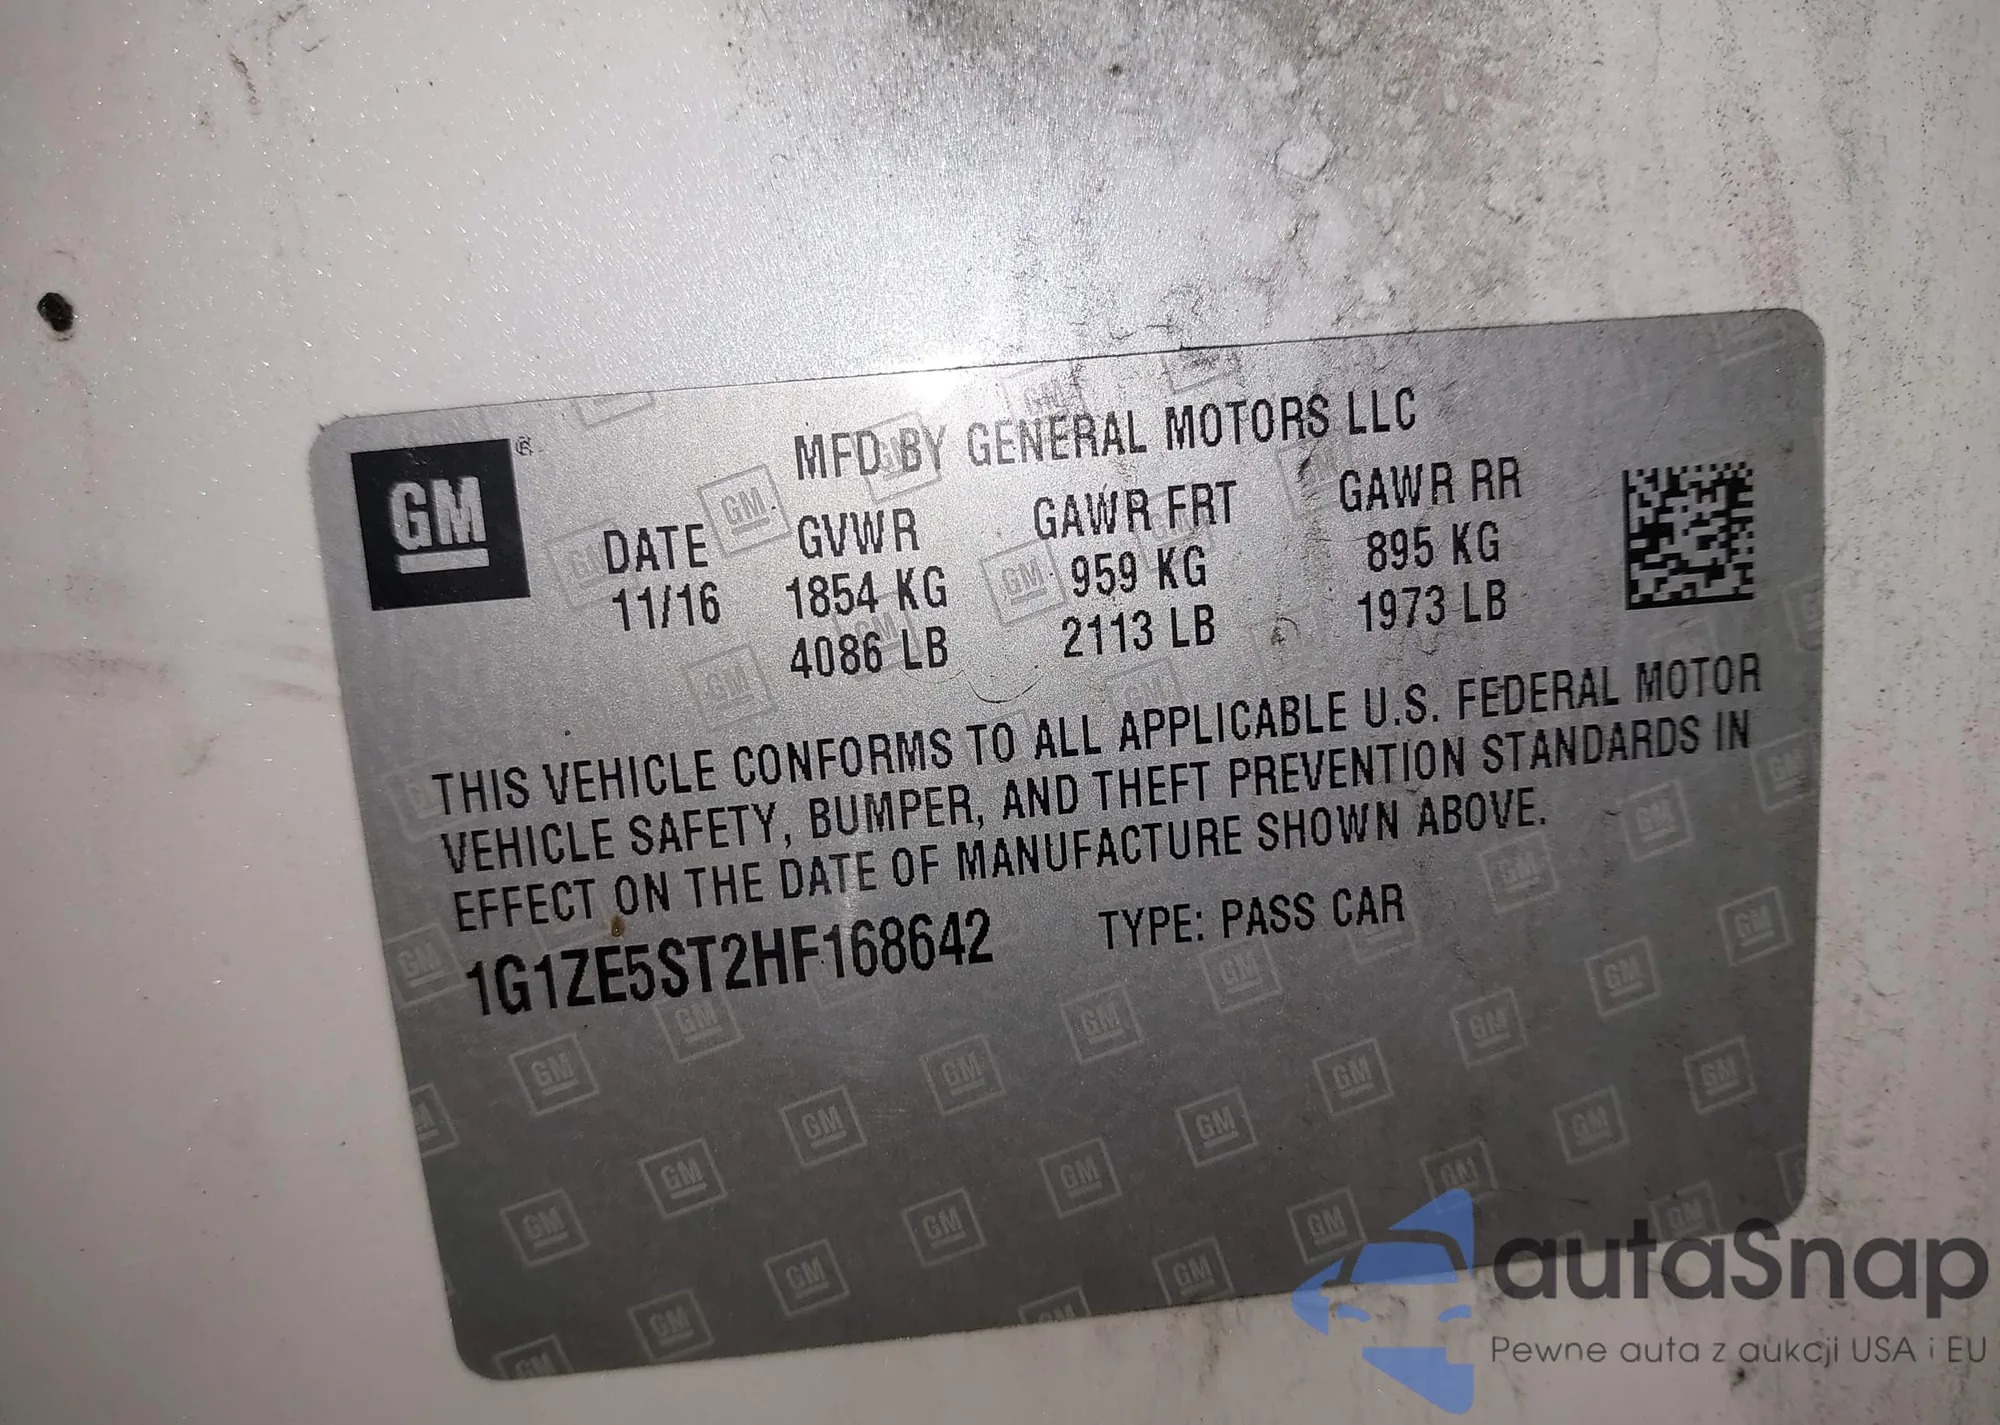 GM
MFD BY GENERAL MOTORS LLC
DATE GVWR GAWR FRT GAWR RR
11/16 1854 KG 959 KG 895 KG
4086 LB 2113 LB 1973 LB
THIS VEHICLE CONFORMS TO ALL APPLICABLE U.S. FEDERAL MOTOR
VEHICLE SAFETY, BUMPER, AND THEFT PREVENTION STANDARDS IN
EFFECT ON THE DATE OF MANUFACTURE SHOWN ABOVE.
1G1ZE5ST2HF168642 TYPE: PASS CAR
autaSnap
Pewne auta z aukcji USA i EU